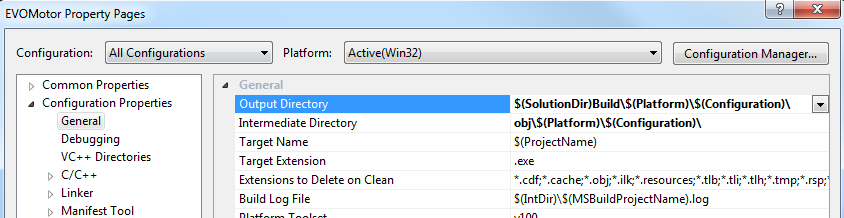 EVOMotor Property Pages
Configuration: All Configurations Platform: Active(Win32) Configuration Manager...
Common Properties
Configuration Properties
General
Debugging
VC++ Directories
C/C++
Linker
Manifest Tool
General
Output Directory $(SolutionDir)Build\$(Platform)\$(Configuration)\
Intermediate Directory obj\$(Platform)\$(Configuration)\
Target Name $(ProjectName)
Target Extension .exe
Extensions to Delete on Clean *.cdf;*.cache;*.obj;*.ilk;*.resources;*.tlb;*.tli;*.tlh;*.tmp;*.rsp;*
Build Log File $(IntDir)\$(MSBuildProjectName).log
Platform Toolset v100